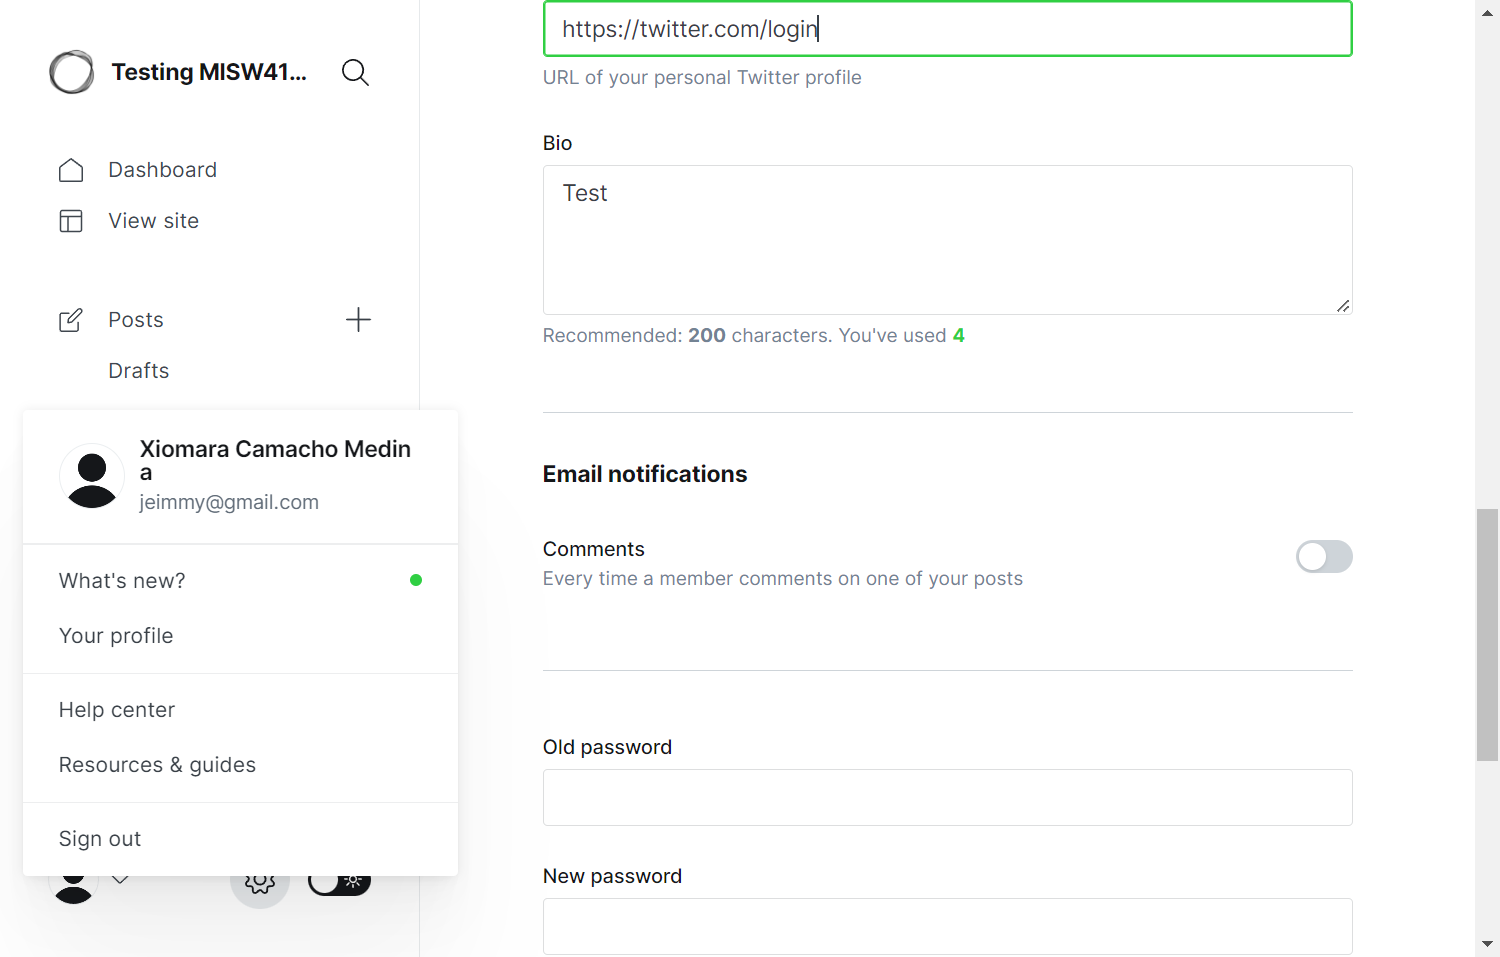 Testing MISW41...
Dashboard
View site
Posts
Drafts
Xiomara Camacho Medin
a
jeimmy@gmail.com
What's new?
Your profile
Help center
Resources & guides
Sign out
https://twitter.com/login
URL of your personal Twitter profile
Bio
Test
Recommended: 200 characters. You've used 4
Email notifications
Comments
Every time a member comments on one of your posts
Old password
New password